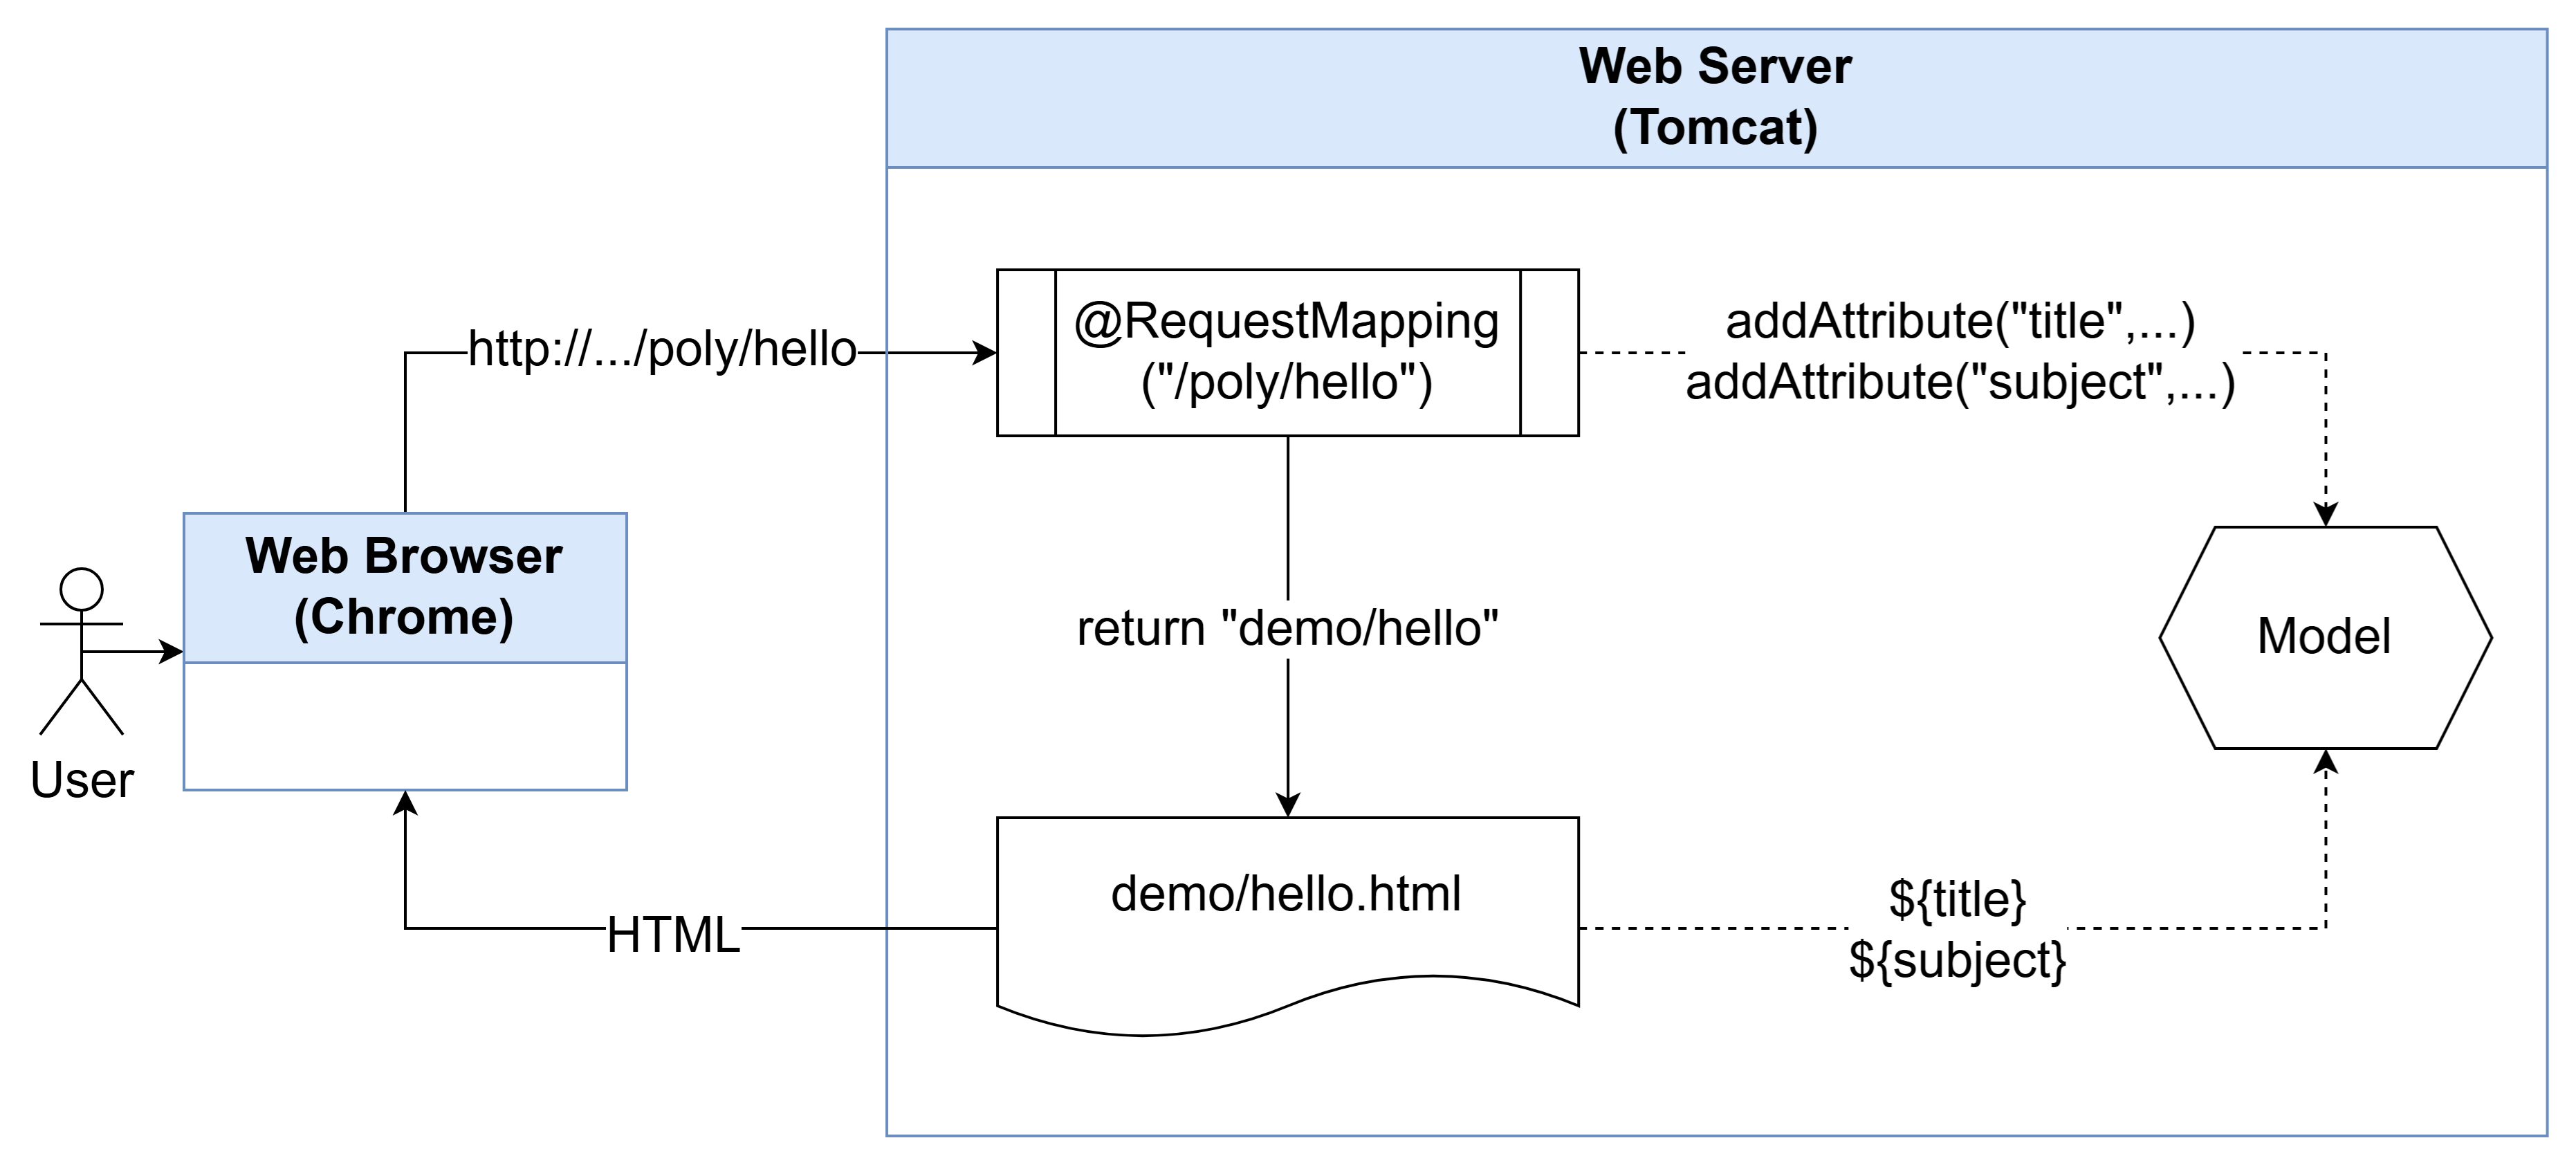 Web Server
(Tomcat)
http://.../poly/hello
@RequestMapping
("/poly/hello")
addAttribute("title",...)
addAttribute("subject",...)
Web Browser
(Chrome)
User
return "demo/hello"
Model
demo/hello.html
HTML
${title}
${subject}